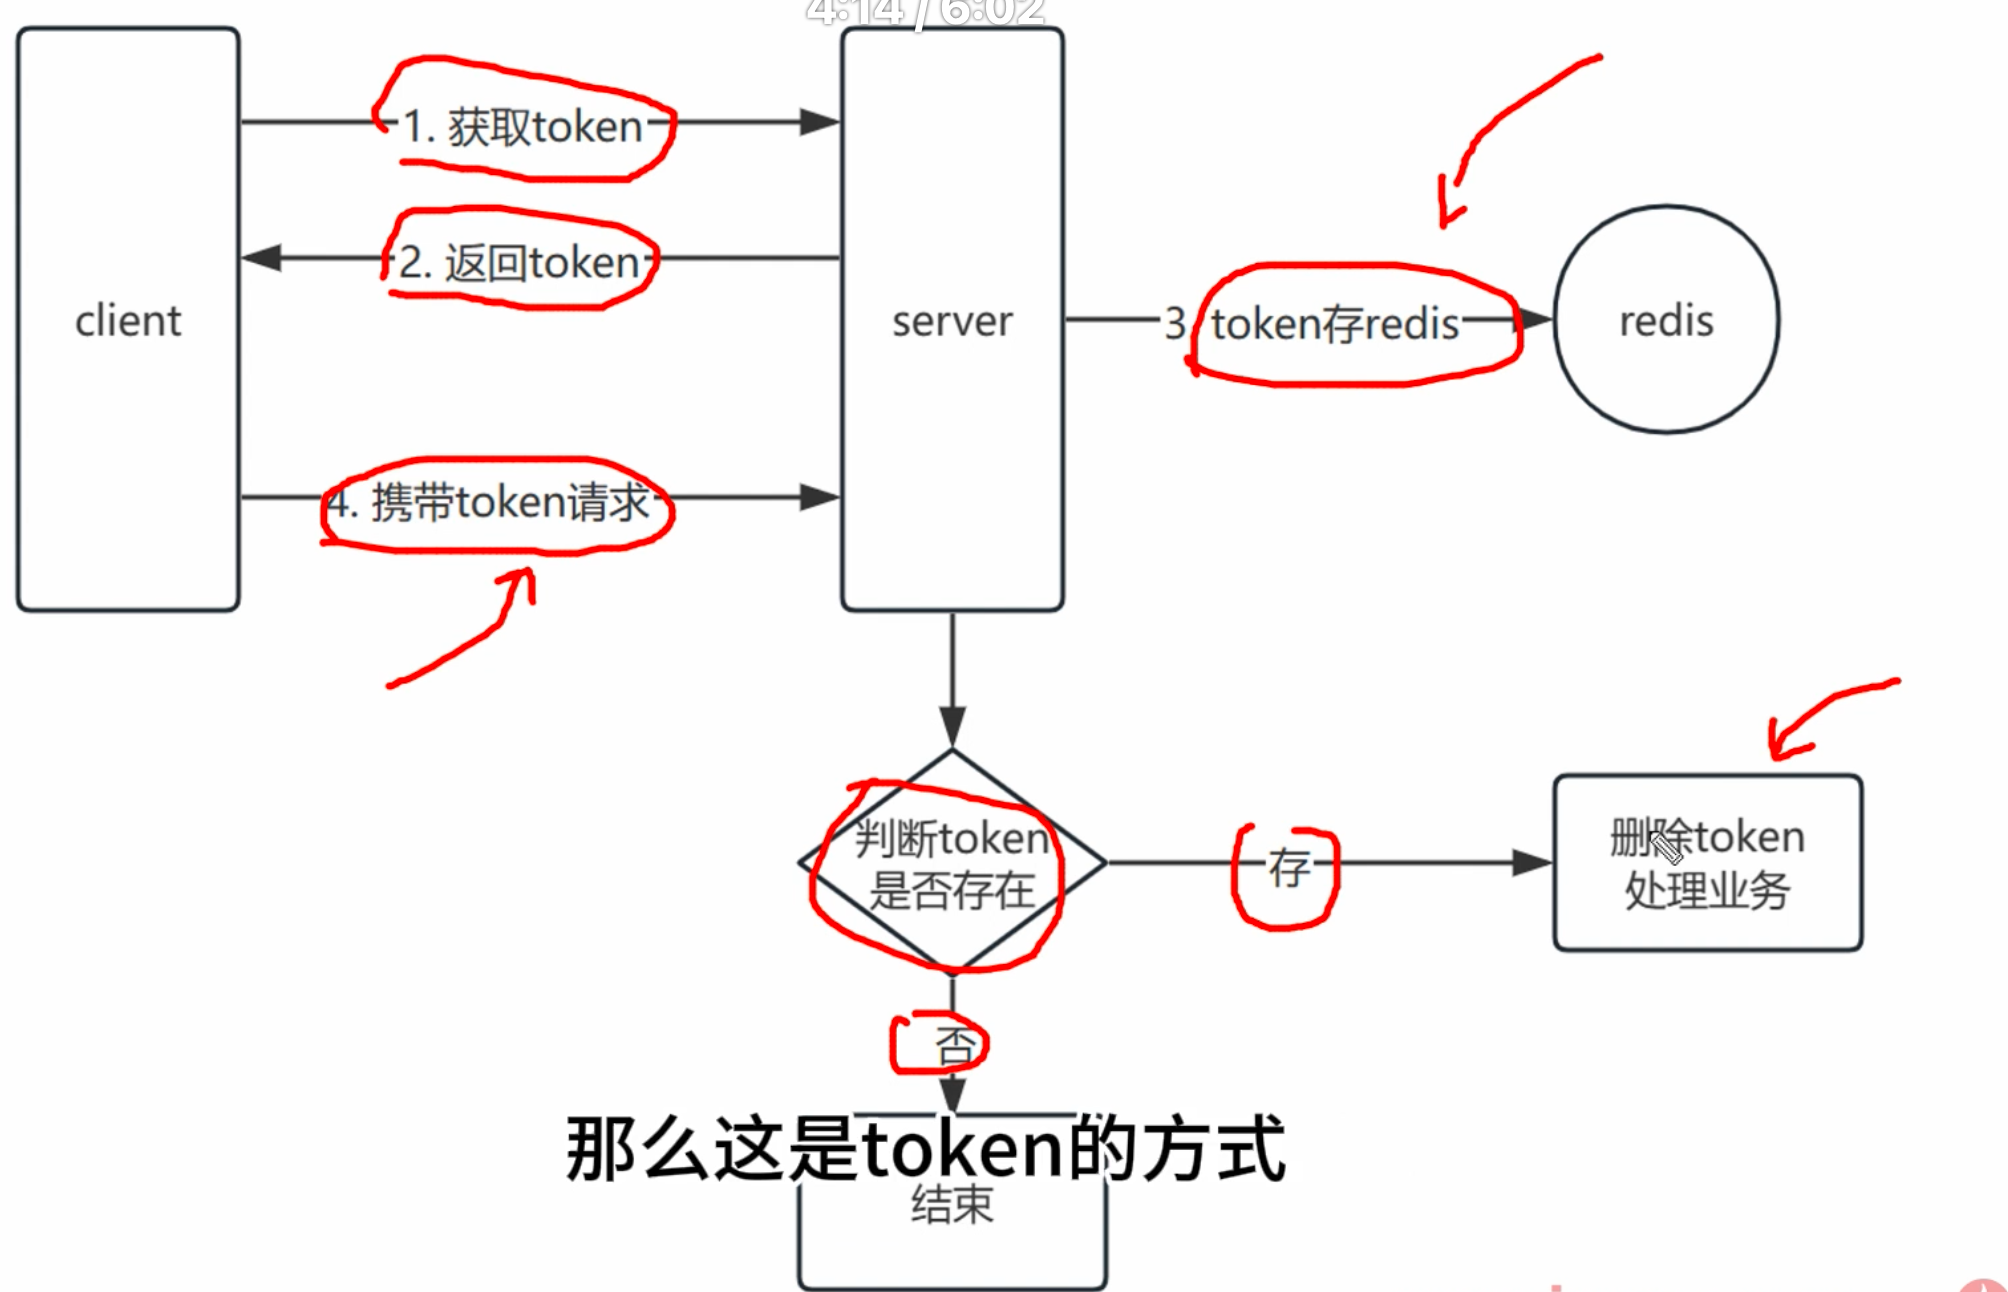 4:14 / 6:02
1. 获取token
2. 返回token
client
server
3. token存redis
redis
4. 携带token请求
判断token
是否存在
存
删除token
处理业务
否
那么这是token的方式
结束